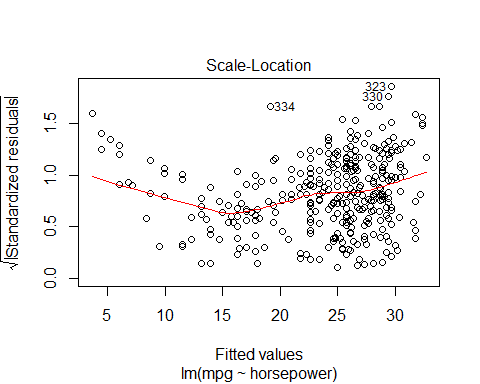 Scale-Location
√|Standardized residuals|
0.0 0.5 1.0 1.5
323
330
334
5 10 15 20 25 30
Fitted values
lm(mpg ~ horsepower)